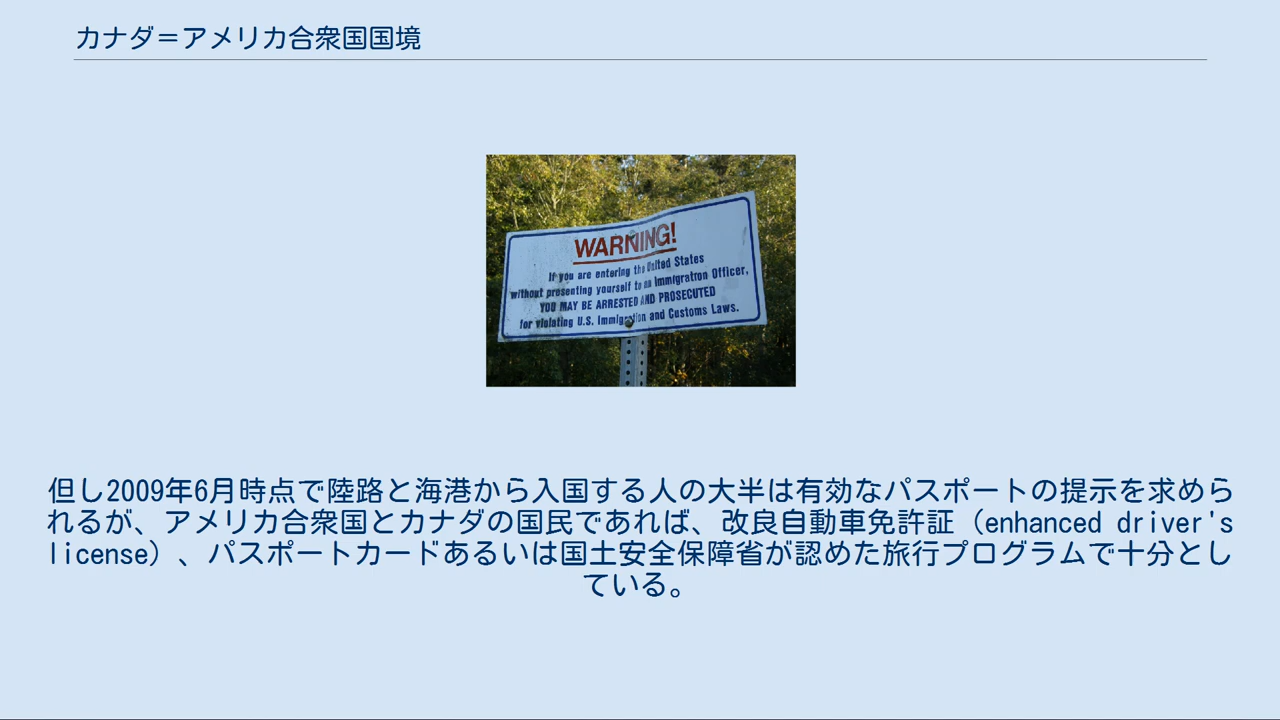 カナダ＝アメリカ合衆国国境
WARNING!
If you are entering the United States
without presenting yourself to an Immigration Officer,
YOU MAY BE ARRESTED AND PROSECUTED
for violating U.S. Immigration and Customs Laws.
但し2009年6月時点で陸路と海港から入国する人の大半は有効なパスポートの提示を求めら
れるが、アメリカ合衆国とカナダの国民であれば、改良自動車免許証（enhanced driver's
license）、パスポートカードあるいは国土安全保障省が認めた旅行プログラムで十分とし
ている。